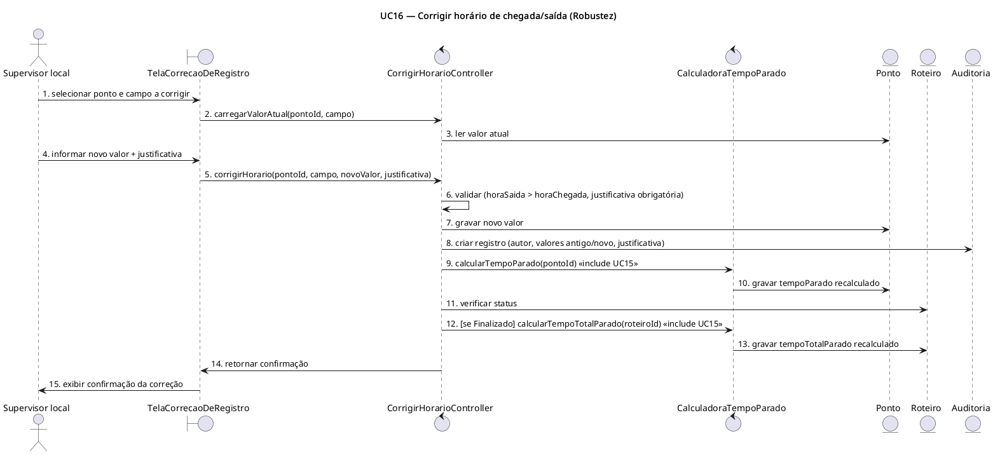 UC16 — Corrigir horário de chegada/saída (Robustez)
Supervisor local
TelaCorrecaoDeRegistro
CorrigirHorarioController
CalculadoraTempoParado
Ponto
Roteiro
Auditoria
1. selecionar ponto e campo a corrigir
2. carregarValorAtual(pontoId, campo)
3. ler valor atual
4. informar novo valor + justificativa
5. corrigirHorario(pontoId, campo, novoValor, justificativa)
6. validar (horaSaida > horaChegada, justificativa obrigatória)
7. gravar novo valor
8. criar registro (autor, valores antigo/novo, justificativa)
9. calcularTempoParado(pontoId) «include UC15»
10. gravar tempoParado recalculado
11. verificar status
12. [se Finalizado] calcularTempoTotalParado(roteiroId) «include UC15»
13. gravar tempoTotalParado recalculado
14. retornar confirmação
15. exibir confirmação da correção
Supervisor local
TelaCorrecaoDeRegistro
CorrigirHorarioController
CalculadoraTempoParado
Ponto
Roteiro
Auditoria